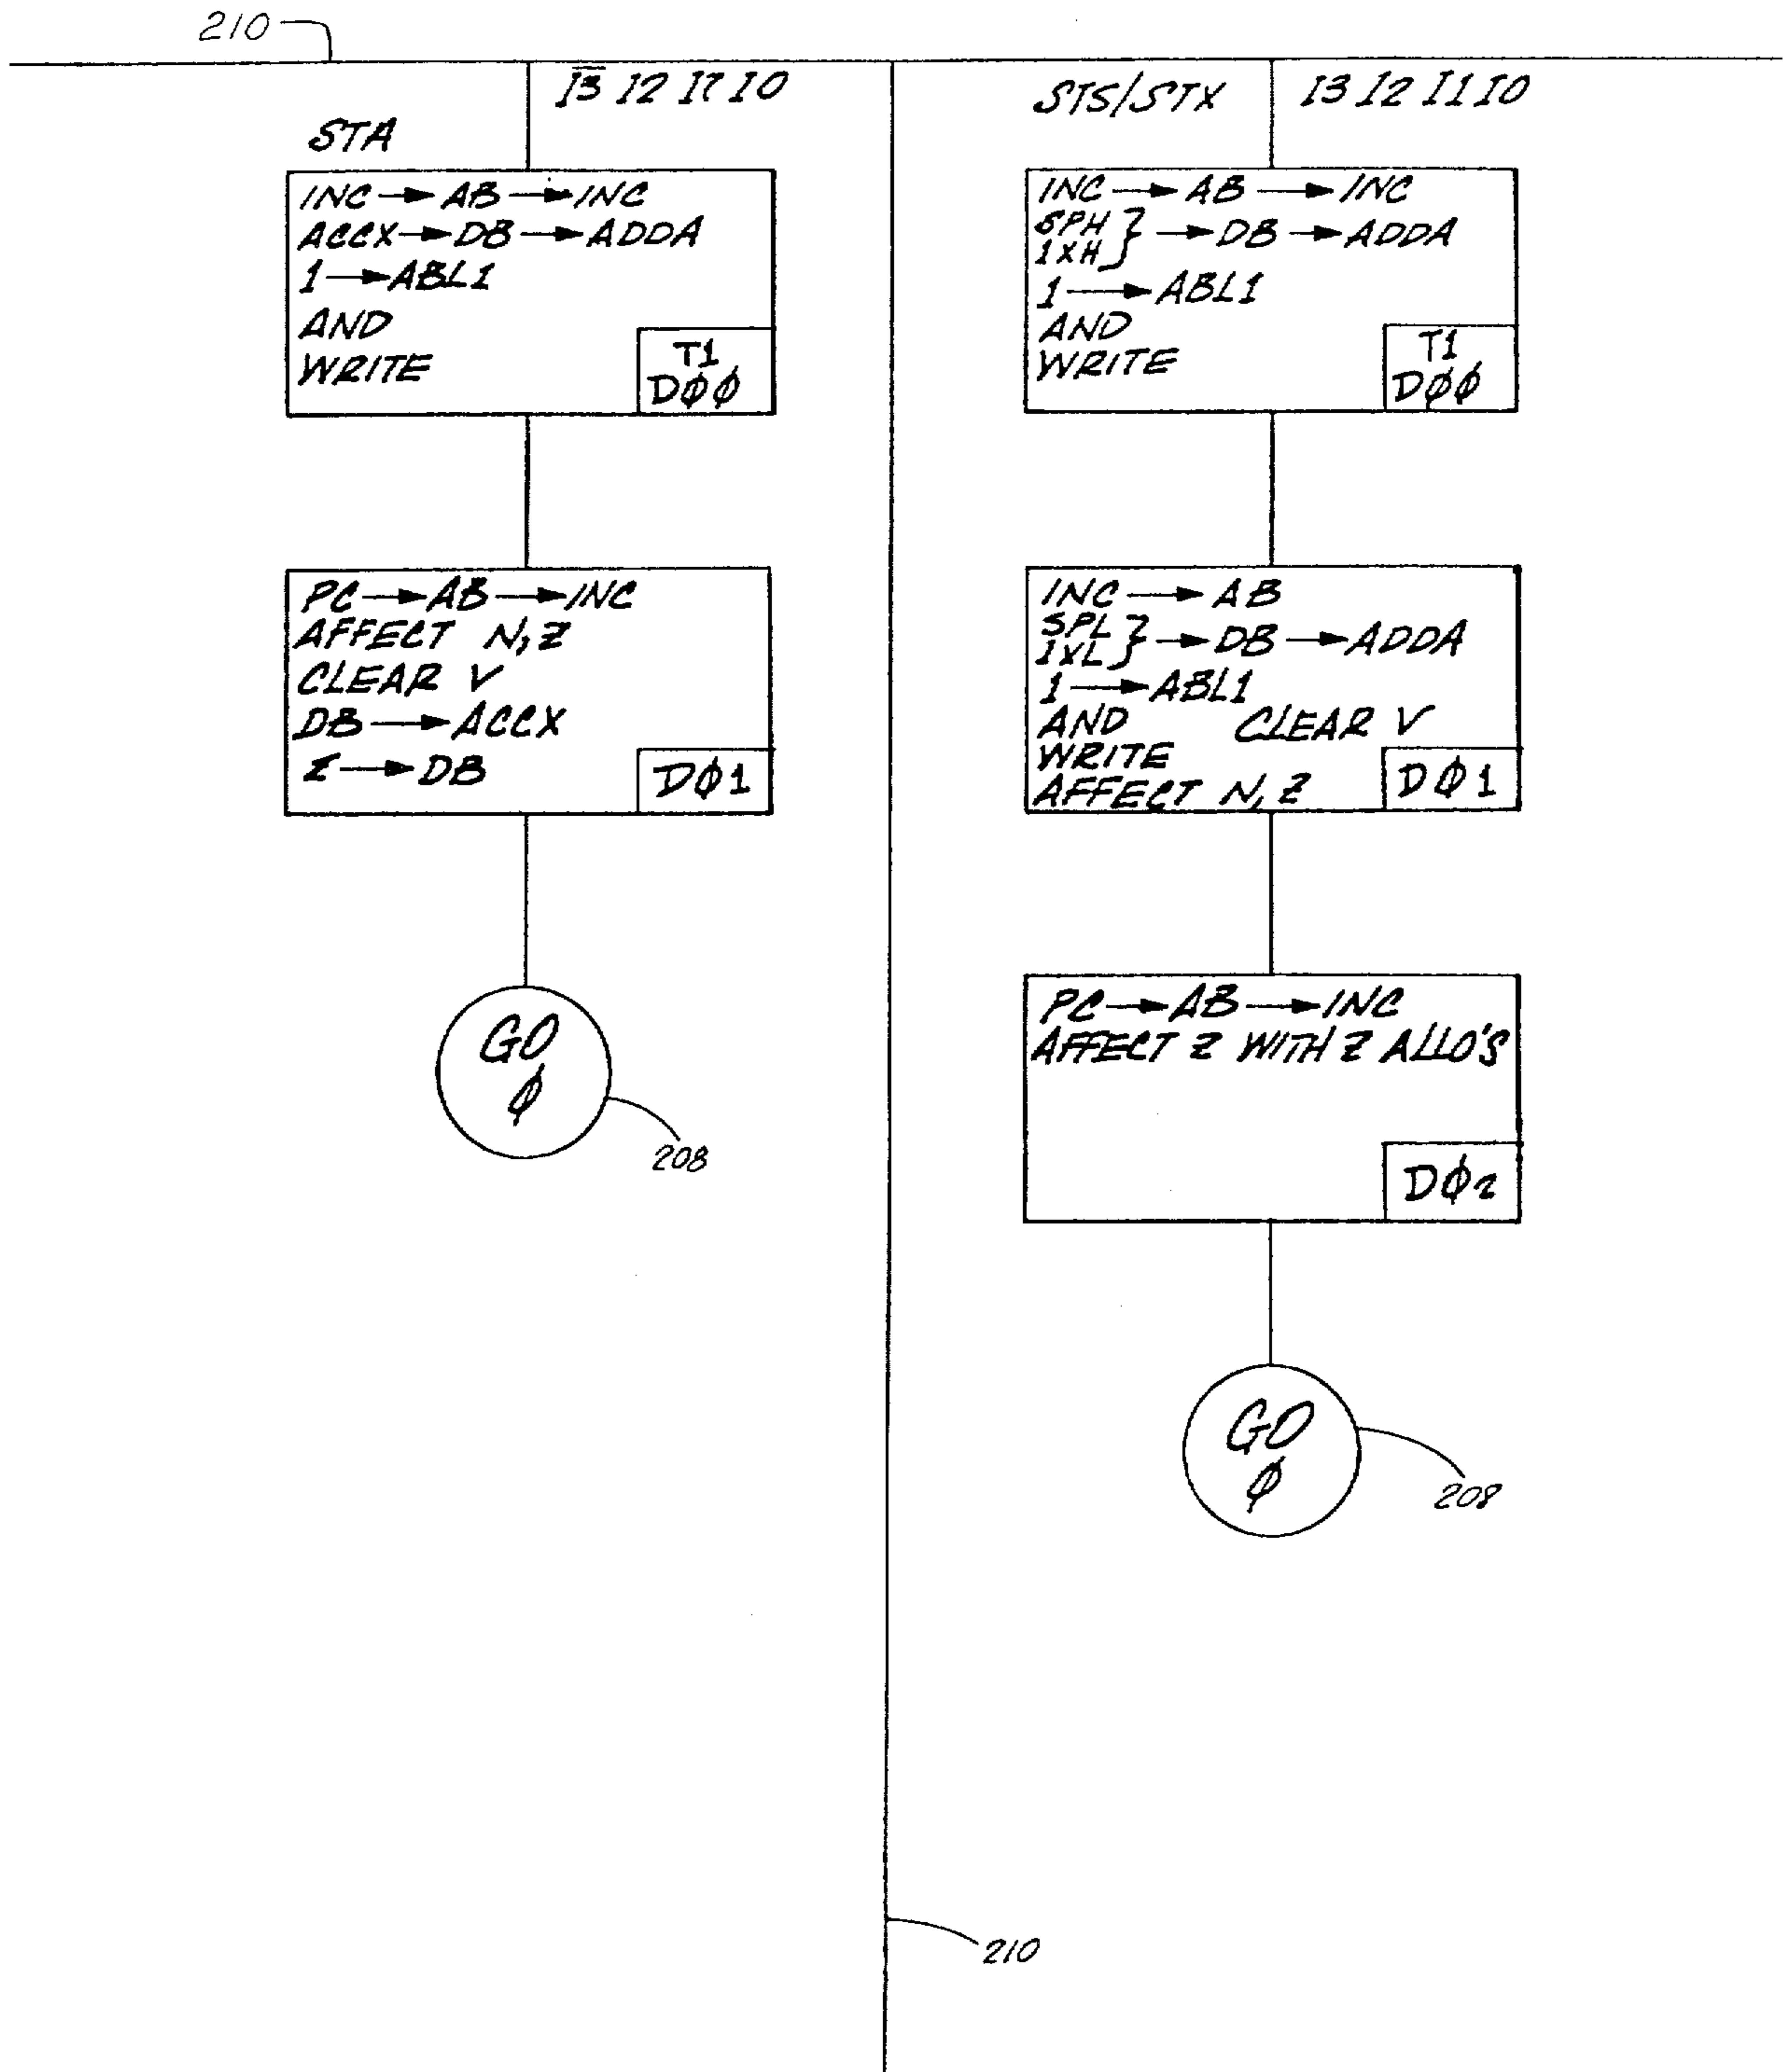 210
I̅3̅ I2 I1 I0
STA
INC → AB → INC
ACCX → DB → ADDA
1 → ABL1
AND
WRITE
T1
DØØ
PC → AB → INC
AFFECT N,Z
CLEAR V
DB → ACCX
Σ → DB
DØ1
GO
Ø
208
STS/STX
I3 I2 I1 I0
INC → AB → INC
SPH
IXH } → DB → ADDA
1 → ABL1
AND
WRITE
T1
DØØ
INC → AB
SPL
IXL } → DB → ADDA
1 → ABL1
AND CLEAR V
WRITE
AFFECT N, Z
DØ1
PC → AB → INC
AFFECT Z WITH Z ALLO'S
DØ2
GO
Ø
208
210